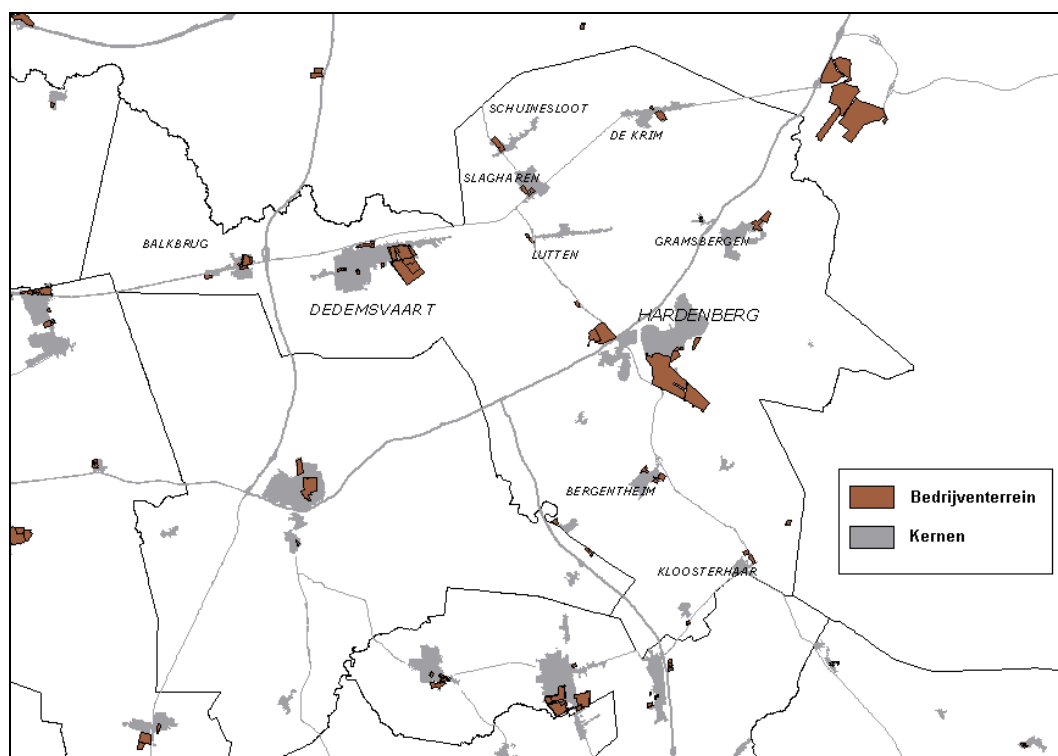 SCHUINESLOOT
DE KRIM
SLAGHAREN
BALKBRUG
LUTTEN
GRAMSBERGEN
DEDEMSVAART
HARDENBERG
BERGENTHEIM
KLOOSTERHAAR
Bedrijventerrein
Kernen